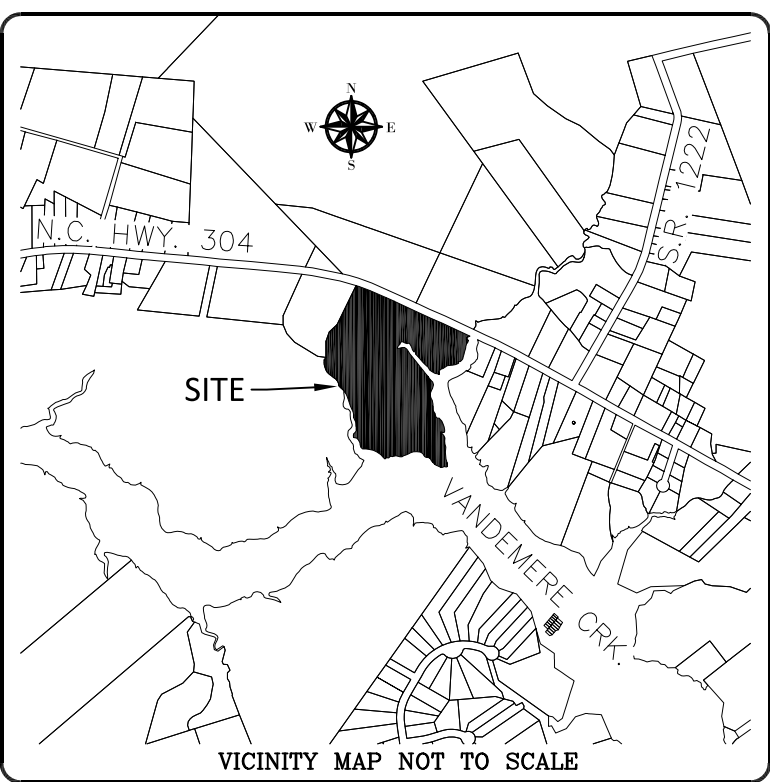 N
W E
S
N.C. HWY. 304
S.R. 1222
SITE
VANDEMERE CRK.
VICINITY MAP NOT TO SCALE